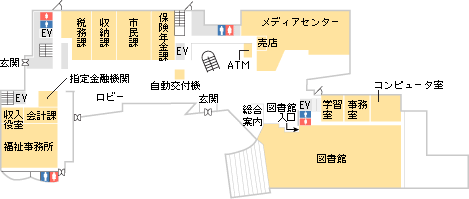 税務課
収納課
市民課
保険年金課
メディアセンター
売店
EV
EV
ATM
玄関
指定金融機関
自動交付機
コンピュータ室
EV
ロビー
玄関
総合案内
図書館入口
EV
学習室
事務室
収入役室
会計課
福祉事務所
図書館